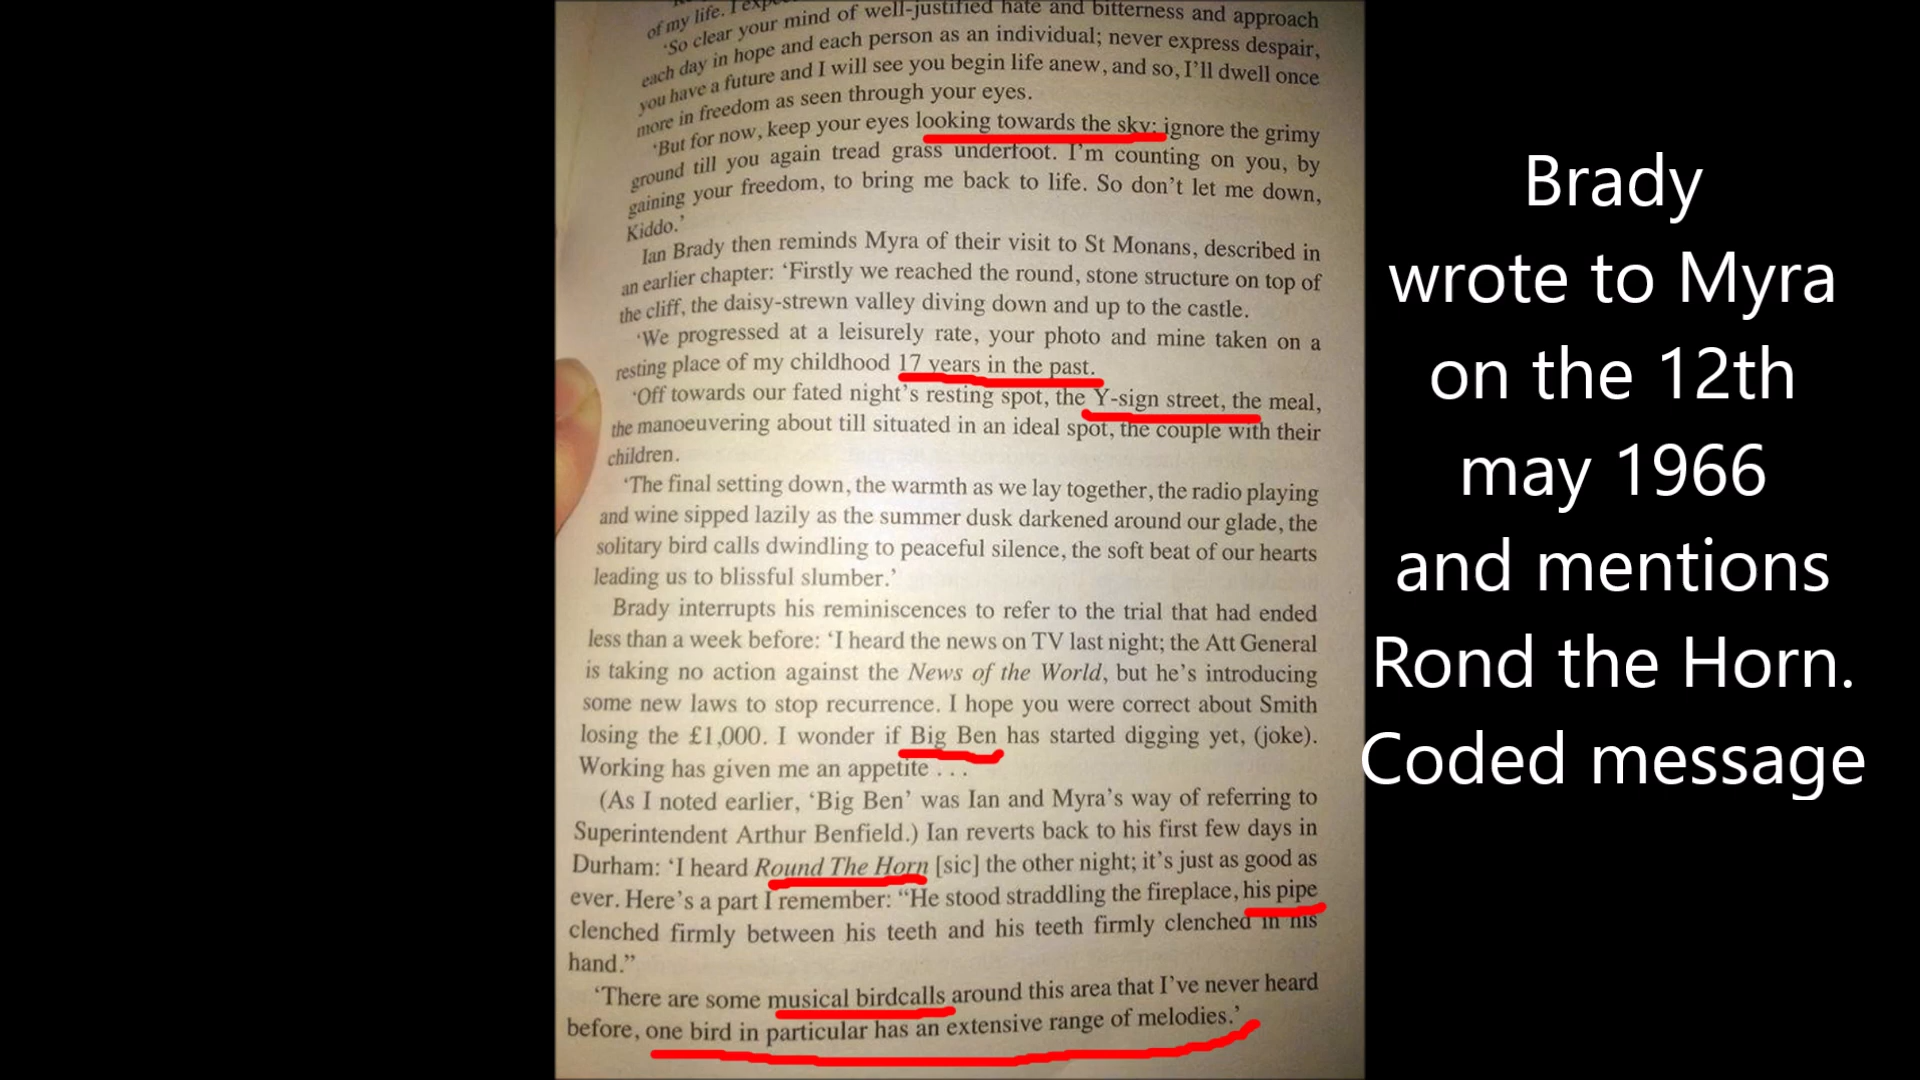 of my life. I
'So clear your mind of well-justified hate and bitterness and approach
each day in hope and each person as an individual; never express despair,
you have a future and I will see you begin life anew, and so, I'll dwell once
more in freedom as seen through your eyes.
'But for now, keep your eyes looking towards the sky; ignore the grimy
ground till you again tread grass underfoot. I'm counting on you, by
gaining your freedom, to bring me back to life. So don't let me down,
Kiddo.'
Ian Brady then reminds Myra of their visit to St Monans, described in
an earlier chapter: 'Firstly we reached the round, stone structure on top of
the cliff, the daisy-strewn valley diving down and up to the castle.
'We progressed at a leisurely rate, your photo and mine taken on a
resting place of my childhood 17 years in the past.
'Off towards our fated night's resting spot, the Y-sign street, the meal,
the manoeuvering about till situated in an ideal spot, the couple with their
children.
'The final setting down, the warmth as we lay together, the radio playing
and wine sipped lazily as the summer dusk darkened around our glade, the
solitary bird calls dwindling to peaceful silence, the soft beat of our hearts
leading us to blissful slumber.'
Brady interrupts his reminiscences to refer to the trial that had ended
less than a week before: 'I heard the news on TV last night; the Att General
is taking no action against the News of the World, but he's introducing
some new laws to stop recurrence. I hope you were correct about Smith
losing the £1,000. I wonder if Big Ben has started digging yet, (joke).
Working has given me an appetite . . .
(As I noted earlier, 'Big Ben' was Ian and Myra's way of referring to
Superintendent Arthur Benfield.) Ian reverts back to his first few days in
Durham: 'I heard Round The Horn [sic] the other night; it's just as good as
ever. Here's a part I remember: "He stood straddling the fireplace, his pipe
clenched firmly between his teeth and his teeth firmly clenched in his
hand."
'There are some musical birdcalls around this area that I've never heard
before, one bird in particular has an extensive range of melodies.'
Brady
wrote to Myra
on the 12th
may 1966
and mentions
Rond the Horn.
Coded message